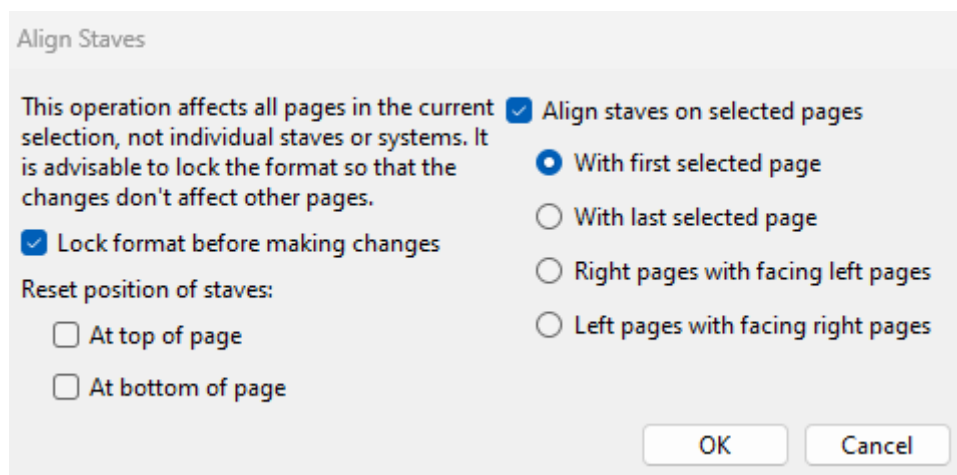 Align Staves
This operation affects all pages in the current
selection, not individual staves or systems. It
is advisable to lock the format so that the
changes don't affect other pages.
Lock format before making changes
Reset position of staves:
At top of page
At bottom of page
Align staves on selected pages
With first selected page
With last selected page
Right pages with facing left pages
Left pages with facing right pages
OK
Cancel